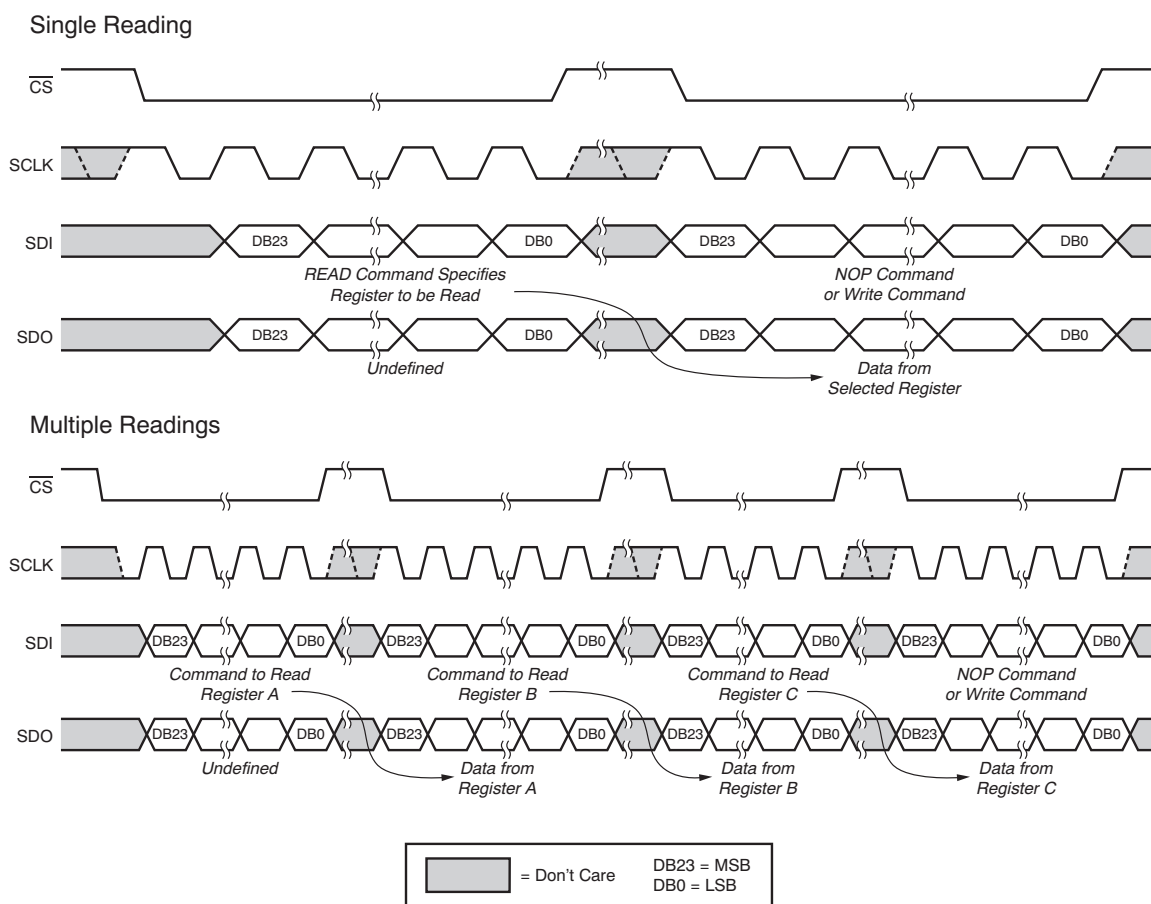 Single Reading
CS
SCLK
SDI
DB23
DB0
DB23
DB0
READ Command Specifies
Register to be Read
NOP Command
or Write Command
SDO
DB23
DB0
DB23
DB0
Undefined
Data from
Selected Register
Multiple Readings
CS
SCLK
SDI
DB23
DB0
DB23
DB0
DB23
DB0
DB23
DB0
Command to Read
Register A
Command to Read
Register B
Command to Read
Register C
NOP Command
or Write Command
SDO
DB23
DB0
DB23
DB0
DB23
DB0
DB23
DB0
Undefined
Data from
Register A
Data from
Register B
Data from
Register C
= Don't Care
DB23 = MSB
DB0 = LSB